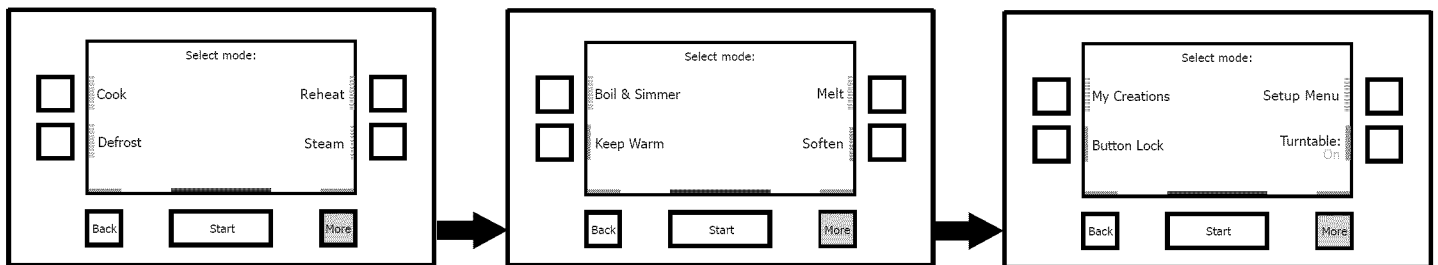 Select mode:
Cook
Reheat
Defrost
Steam
Back
Start
More
Select mode:
Boil & Simmer
Melt
Keep Warm
Soften
Back
Start
More
Select mode:
My Creations
Setup Menu
Button Lock
Turntable:
On
Back
Start
More